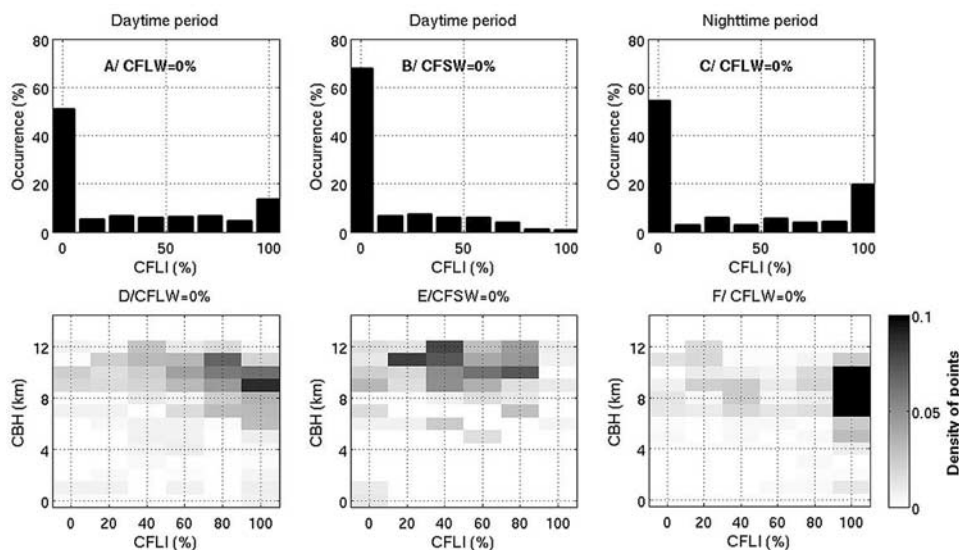 Daytime period
Daytime period
Nighttime period
80
60
40
20
0
Occurrence (%)
A/ CFLW=0%
0
50
100
CFLI (%)
80
60
40
20
0
Occurrence (%)
B/ CFSW=0%
0
50
100
CFLI (%)
80
60
40
20
0
Occurrence (%)
C/ CFLW=0%
0
50
100
CFLI (%)
D/CFLW=0%
12
8
4
0
CBH (km)
0 20 40 60 80 100
CFLI (%)
E/CFSW=0%
12
8
4
0
CBH (km)
0 20 40 60 80 100
CFLI (%)
F/ CFLW=0%
12
8
4
0
CBH (km)
0 20 40 60 80 100
CFLI (%)
0.1
0.05
0
Density of points